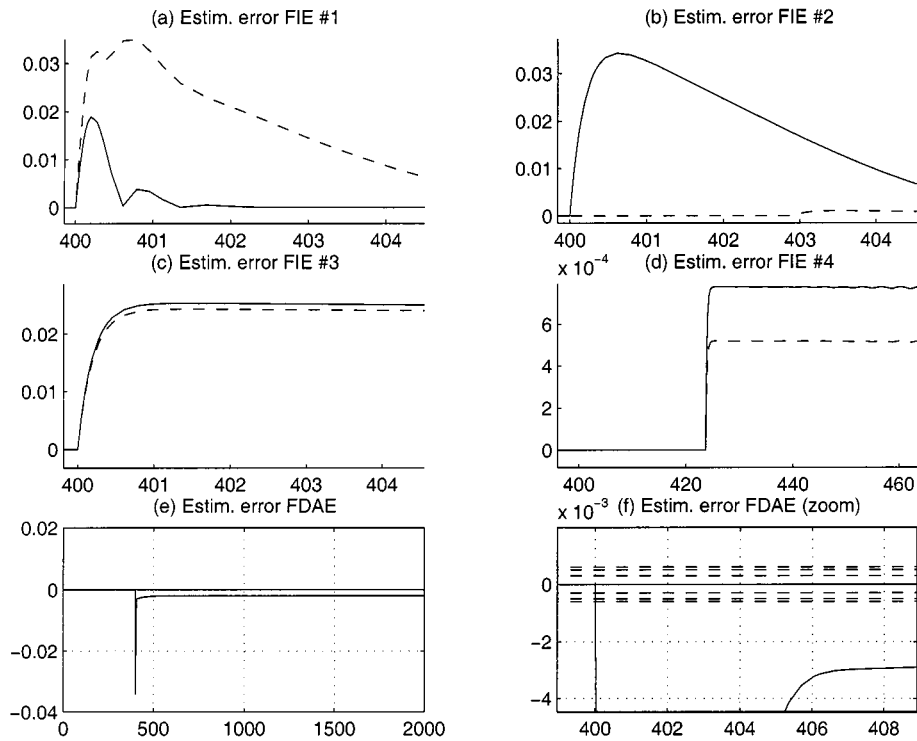 (a) Estim. error FIE #1
0.03
0.02
0.01
0
400 401 402 403 404
(b) Estim. error FIE #2
0.03
0.02
0.01
0
400 401 402 403 404
(c) Estim. error FIE #3
0.02
0.01
0
400 401 402 403 404
x 10⁻⁴ (d) Estim. error FIE #4
6
4
2
0
400 420 440 460
(e) Estim. error FDAE
0.02
0
−0.02
−0.04
0 500 1000 1500 2000
x 10⁻³ (f) Estim. error FDAE (zoom)
0
−2
−4
400 402 404 406 408